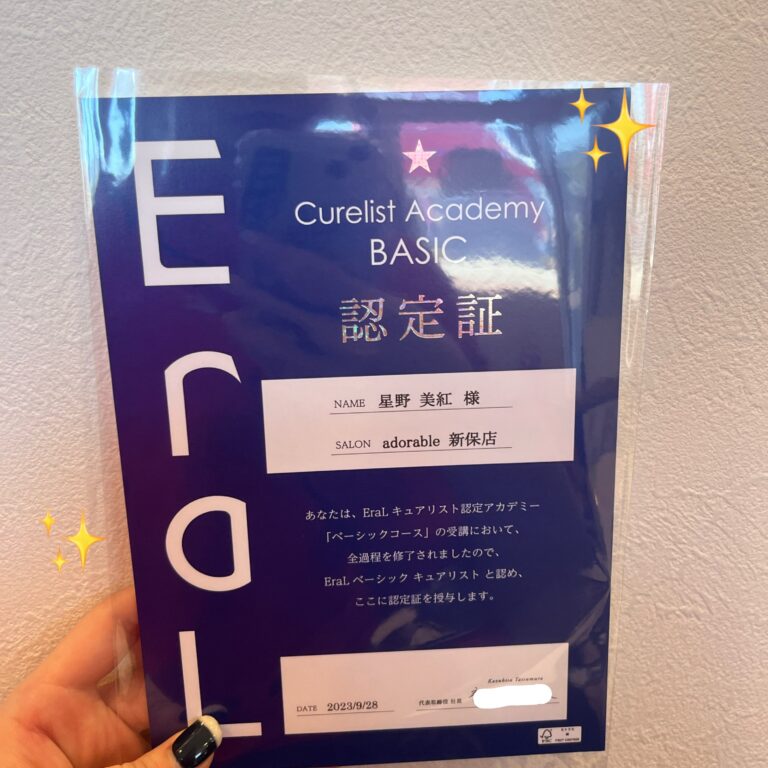 EraL
Curelist Academy
BASIC
認定証
NAME 星野 美紅 様
SALON adorable 新保店
あなたは、EraL キュアリスト認定アカデミー
「ベーシックコース」の受講において、
全過程を修了されましたので、
EraL ベーシック キュアリスト と認め、
ここに認定証を授与します。
DATE 2023/9/28
代表取締役 社長
FSC